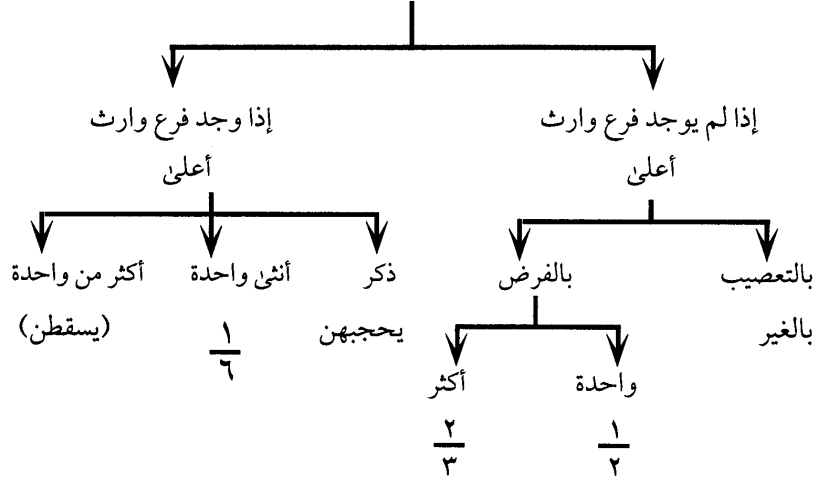 إذا لم يوجد فرع وارث
أعلىٰ
بالتعصيب
بالغير
بالفرض
واحدة
١
٢
أكثر
٢
٣
إذا وجد فرع وارث
أعلىٰ
ذكر
يحجبهن
أنثىٰ واحدة
١
٦
أكثر من واحدة
(يسقطن)